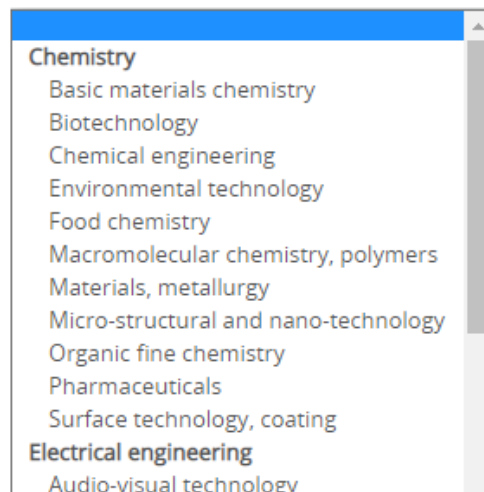 Chemistry
Basic materials chemistry
Biotechnology
Chemical engineering
Environmental technology
Food chemistry
Macromolecular chemistry, polymers
Materials, metallurgy
Micro-structural and nano-technology
Organic fine chemistry
Pharmaceuticals
Surface technology, coating
Electrical engineering
Audio-visual technology